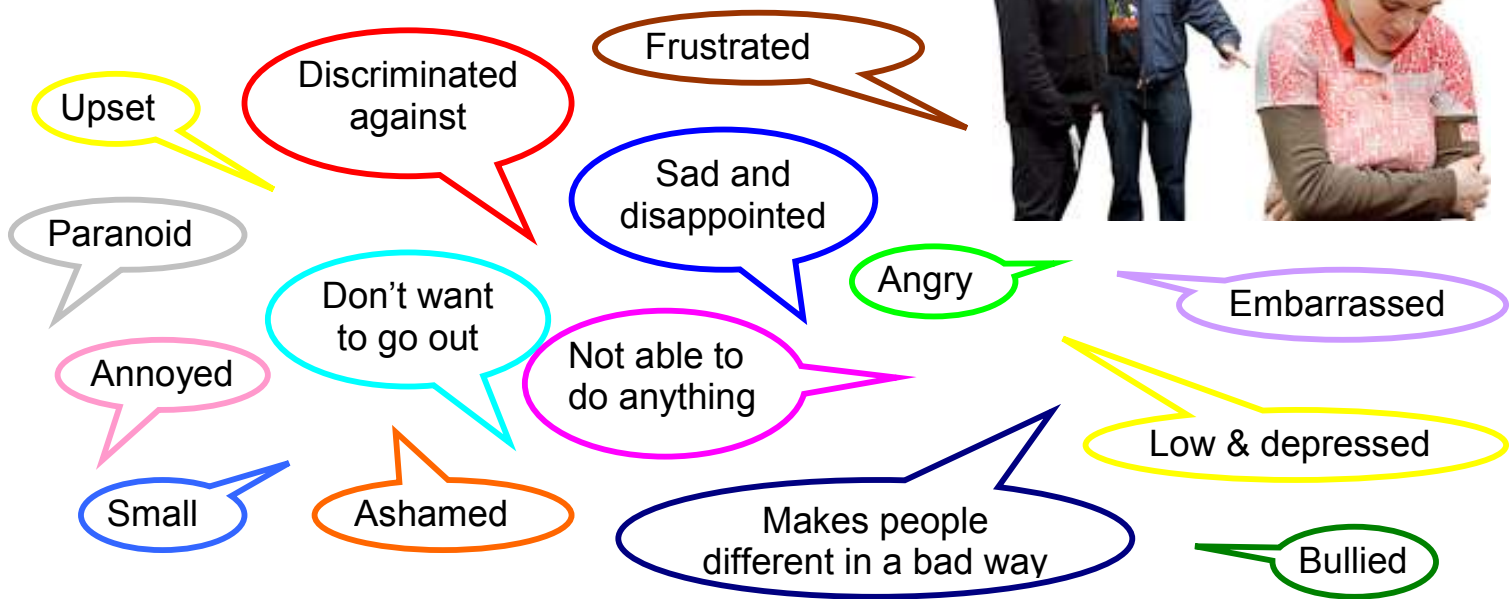 Frustrated
Discriminated
against
Upset
Sad and
disappointed
Paranoid
Don’t want
to go out
Angry
Embarrassed
Annoyed
Not able to
do anything
Low & depressed
Small
Ashamed
Makes people
different in a bad way
Bullied